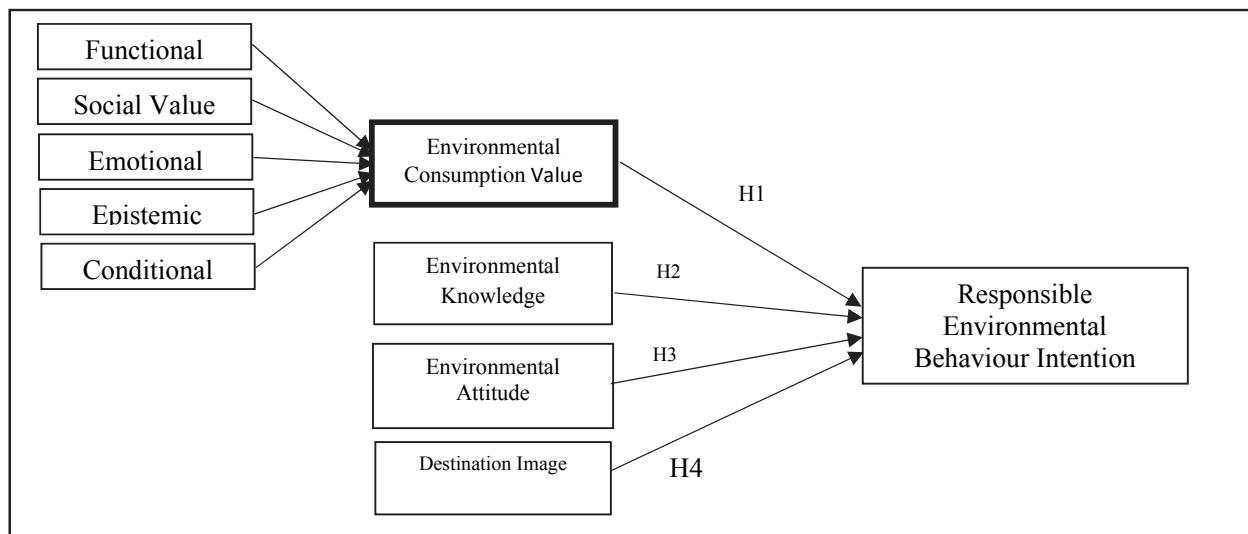 Functional
Social Value
Emotional
Epistemic
Conditional
Environmental
Consumption Value
Environmental
Knowledge
Environmental
Attitude
Destination Image
H1
H2
H3
H4
Responsible
Environmental
Behaviour Intention